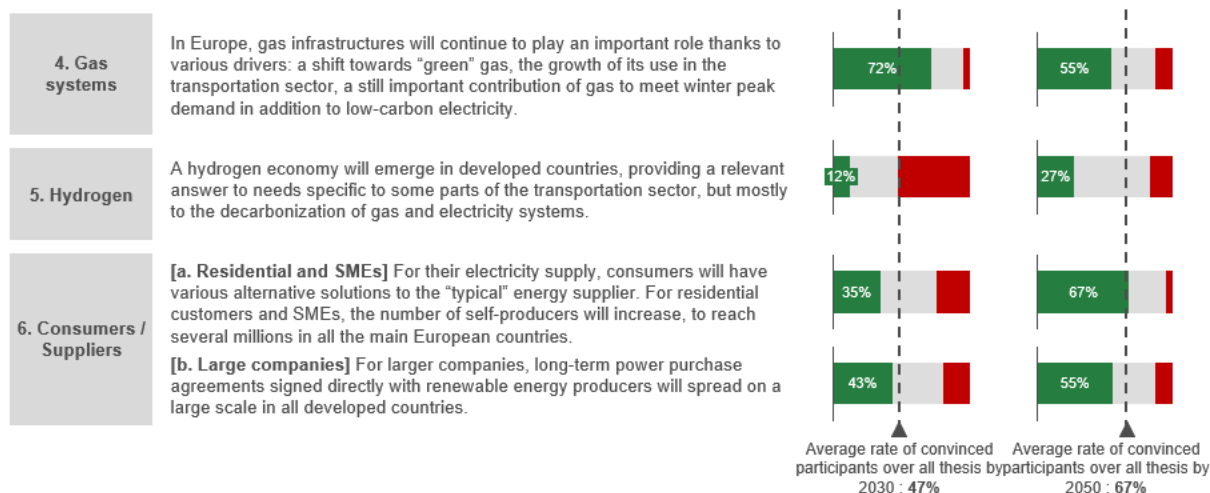 4. Gas
systems
In Europe, gas infrastructures will continue to play an important role thanks to
various drivers: a shift towards “green” gas, the growth of its use in the
transportation sector, a still important contribution of gas to meet winter peak
demand in addition to low-carbon electricity.
72%
55%
5. Hydrogen
A hydrogen economy will emerge in developed countries, providing a relevant
answer to needs specific to some parts of the transportation sector, but mostly
to the decarbonization of gas and electricity systems.
12%
27%
6. Consumers /
Suppliers
[a. Residential and SMEs] For their electricity supply, consumers will have
various alternative solutions to the “typical” energy supplier. For residential
customers and SMEs, the number of self-producers will increase, to reach
several millions in all the main European countries.
35%
67%
[b. Large companies] For larger companies, long-term power purchase
agreements signed directly with renewable energy producers will spread on a
large scale in all developed countries.
43%
55%
Average rate of convinced
participants over all thesis by
2030 : 47%
Average rate of convinced
participants over all thesis by
2050 : 67%